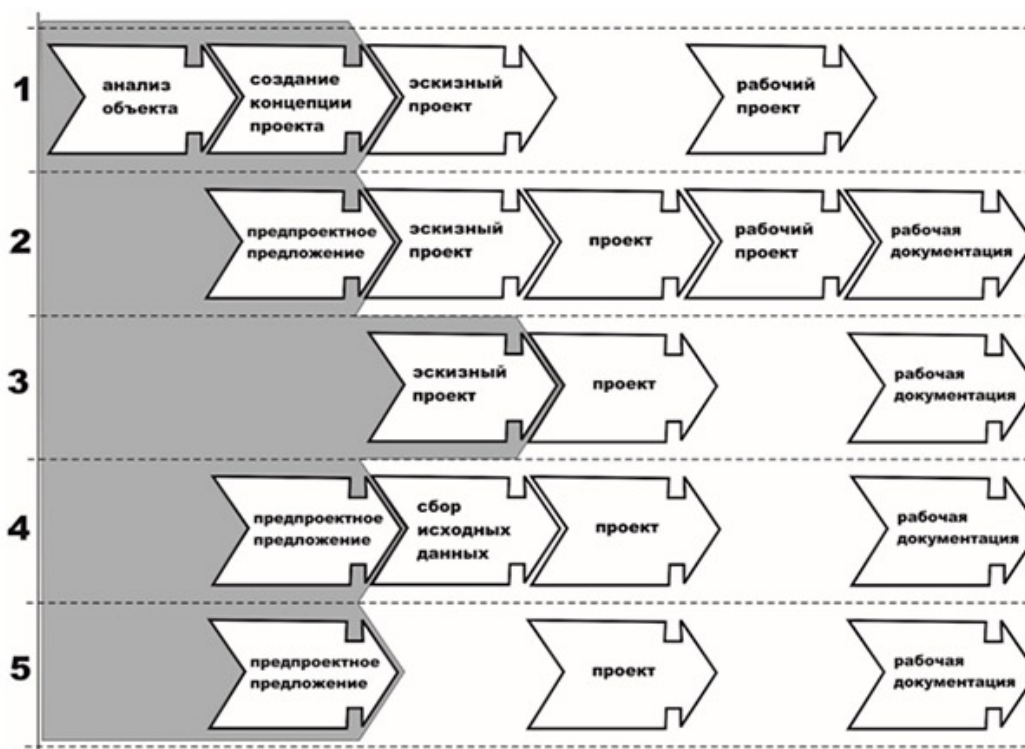 1
анализ
объекта
создание
концепции
проекта
эскизный
проект
рабочий
проект
2
предпроектное
предложение
эскизный
проект
проект
рабочий
проект
рабочая
документация
3
эскизный
проект
проект
рабочая
документация
4
предпроектное
предложение
сбор
исходных
данных
проект
рабочая
документация
5
предпроектное
предложение
проект
рабочая
документация